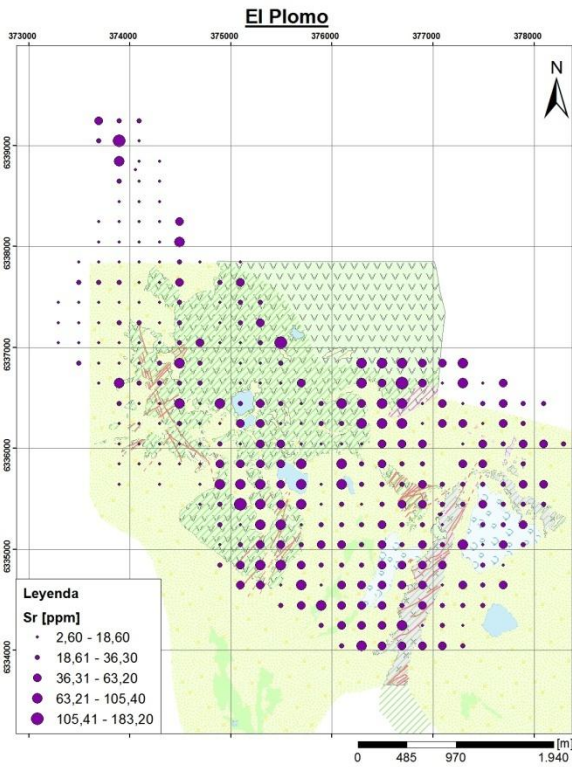 El Plomo
373000 374000 375000 376000 377000 378000
N
6339000
6338000
6337000
6336000
6335000
6334000
Leyenda
Sr [ppm]
2,60 - 18,60
18,61 - 36,30
36,31 - 63,20
63,21 - 105,40
105,41 - 183,20
[m]
0 485 970 1.940